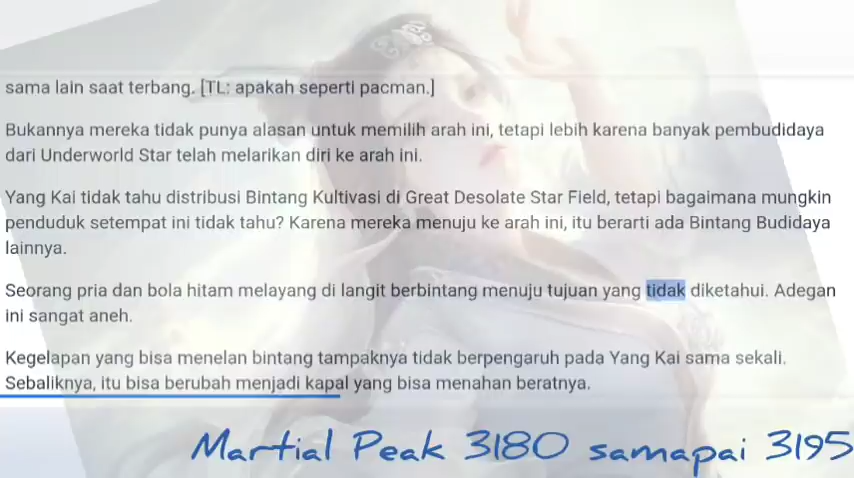 sama lain saat terbang. [TL: apakah seperti pacman.]
Bukannya mereka tidak punya alasan untuk memilih arah ini, tetapi lebih karena banyak pembudidaya
dari Underworld Star telah melarikan diri ke arah ini.
Yang Kai tidak tahu distribusi Bintang Kultivasi di Great Desolate Star Field, tetapi bagaimana mungkin
penduduk setempat ini tidak tahu? Karena mereka menuju ke arah ini, itu berarti ada Bintang Budidaya
lainnya.
Seorang pria dan bola hitam melayang di langit berbintang menuju tujuan yang tidak diketahui. Adegan
ini sangat aneh.
Kegelapan yang bisa menelan bintang tampaknya tidak berpengaruh pada Yang Kai sama sekali.
Sebaliknya, itu bisa berubah menjadi kapal yang bisa menahan beratnya.
Martial Peak 3180 samapai 3195